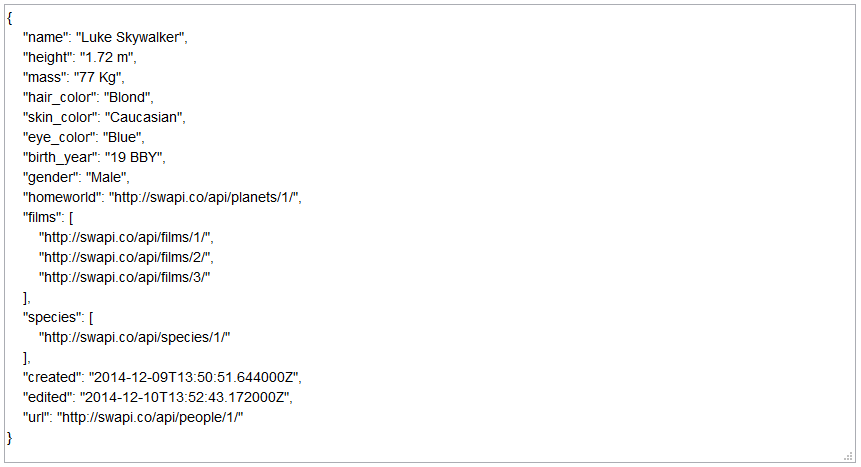 {
    "name": "Luke Skywalker",
    "height": "1.72 m",
    "mass": "77 Kg",
    "hair_color": "Blond",
    "skin_color": "Caucasian",
    "eye_color": "Blue",
    "birth_year": "19 BBY",
    "gender": "Male",
    "homeworld": "http://swapi.co/api/planets/1/",
    "films": [
        "http://swapi.co/api/films/1/",
        "http://swapi.co/api/films/2/",
        "http://swapi.co/api/films/3/"
    ],
    "species": [
        "http://swapi.co/api/species/1/"
    ],
    "created": "2014-12-09T13:50:51.644000Z",
    "edited": "2014-12-10T13:52:43.172000Z",
    "url": "http://swapi.co/api/people/1/"
}